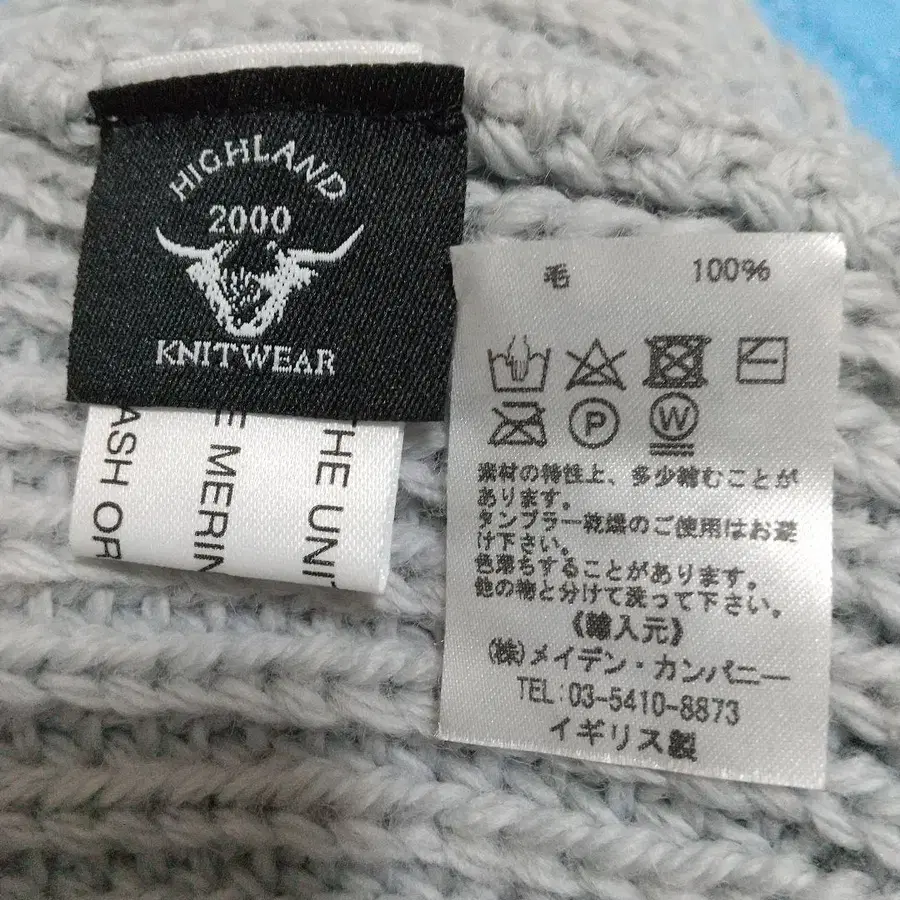 HIGHLAND
2000
KNITWEAR
THE UNI
E MERIN
ASH OR
毛 100%
P
W
素材の特性上、多少縮むことが
あります。
タンブラー乾燥のご使用はお避
け下さい。
色落ちすることがあります。
他の物と分けて洗って下さい。
《輸入元》
(株)メイデン・カンパニー
TEL:03-5410-8873
イギリス製